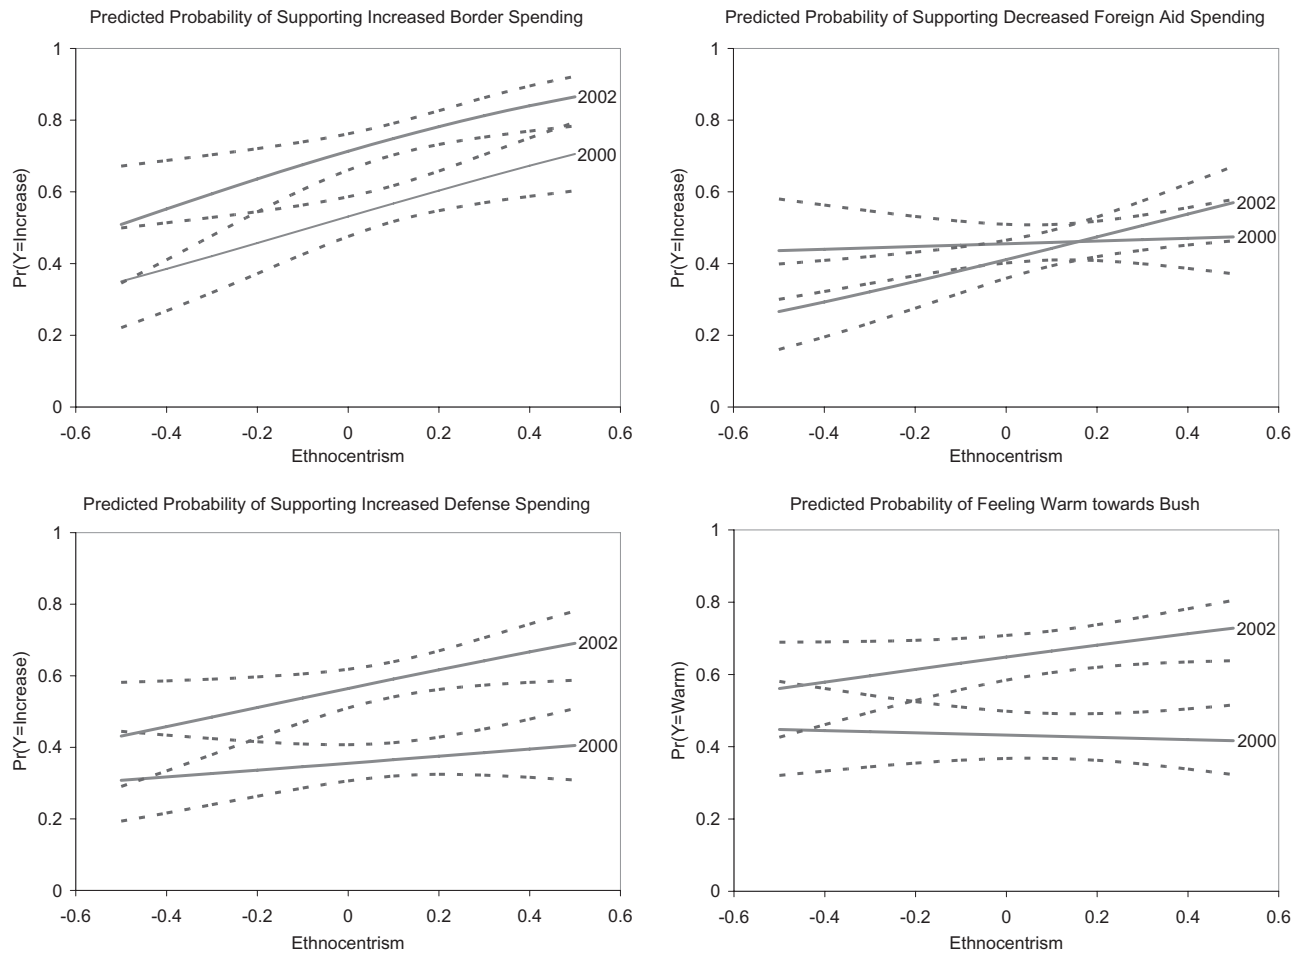 Predicted Probability of Supporting Increased Border Spending
1
0.8
0.6
0.4
0.2
0
-0.6 -0.4 -0.2 0 0.2 0.4 0.6
Pr(Y=Increase)
Ethnocentrism
2002
2000
Predicted Probability of Supporting Decreased Foreign Aid Spending
1
0.8
0.6
0.4
0.2
0
-0.6 -0.4 -0.2 0 0.2 0.4 0.6
Pr(Y=Increase)
Ethnocentrism
2002
2000
Predicted Probability of Supporting Increased Defense Spending
1
0.8
0.6
0.4
0.2
0
-0.6 -0.4 -0.2 0 0.2 0.4 0.6
Pr(Y=Increase)
Ethnocentrism
2002
2000
Predicted Probability of Feeling Warm towards Bush
1
0.8
0.6
0.4
0.2
0
-0.6 -0.4 -0.2 0 0.2 0.4 0.6
Pr(Y=Warm)
Ethnocentrism
2002
2000